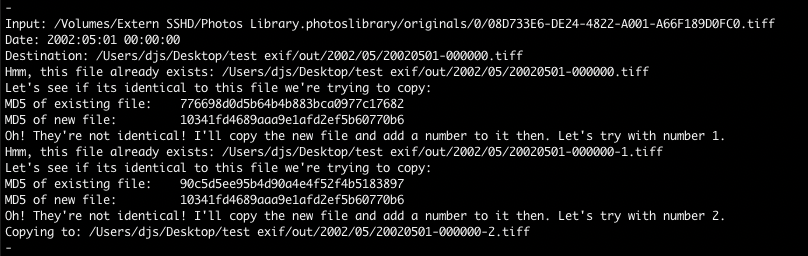 -
Input: /Volumes/Extern SSHD/Photos Library.photoslibrary/originals/0/08D733E6-DE24-4822-A001-A66F189D0FC0.tiff
Date: 2002:05:01 00:00:00
Destination: /Users/djs/Desktop/test exif/out/2002/05/20020501-000000.tiff
Hmm, this file already exists: /Users/djs/Desktop/test exif/out/2002/05/20020501-000000.tiff
Let's see if its identical to this file we're trying to copy:
MD5 of existing file:    776698d0d5b64b4b883bca0977c17682
MD5 of new file:         10341fd4689aaa9e1afd2ef5b60770b6
Oh! They're not identical! I'll copy the new file and add a number to it then. Let's try with number 1.
Hmm, this file already exists: /Users/djs/Desktop/test exif/out/2002/05/20020501-000000-1.tiff
Let's see if its identical to this file we're trying to copy:
MD5 of existing file:    90c5d5ee95b4d90a4e4f52f4b5183897
MD5 of new file:         10341fd4689aaa9e1afd2ef5b60770b6
Oh! They're not identical! I'll copy the new file and add a number to it then. Let's try with number 2.
Copying to: /Users/djs/Desktop/test exif/out/2002/05/20020501-000000-2.tiff
-